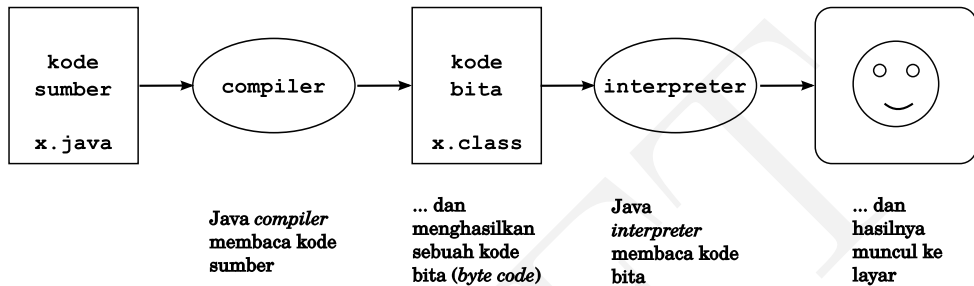 kode
sumber
x.java
compiler
kode
bita
x.class
interpreter
Java compiler
membaca kode
sumber
... dan
menghasilkan
sebuah kode
bita (byte code)
Java
interpreter
membaca kode
bita
... dan
hasilnya
muncul ke
layar